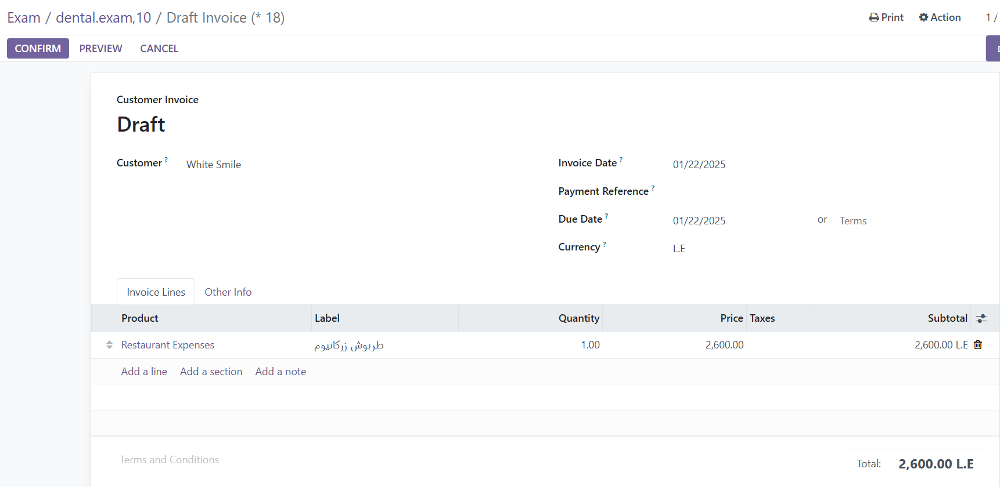 Exam / dental.exam,10 / Draft Invoice (* 18)
Print Action 1 /
CONFIRM PREVIEW CANCEL
Customer Invoice
Draft
Customer ? White Smile
Invoice Date ? 01/22/2025
Payment Reference ?
Due Date ? 01/22/2025 or Terms
Currency ? L.E
Invoice Lines Other Info
Product Label Quantity Price Taxes Subtotal
Restaurant Expenses طربوش زركانيوم 1.00 2,600.00 2,600.00 L.E
Add a line Add a section Add a note
Terms and Conditions
Total: 2,600.00 L.E